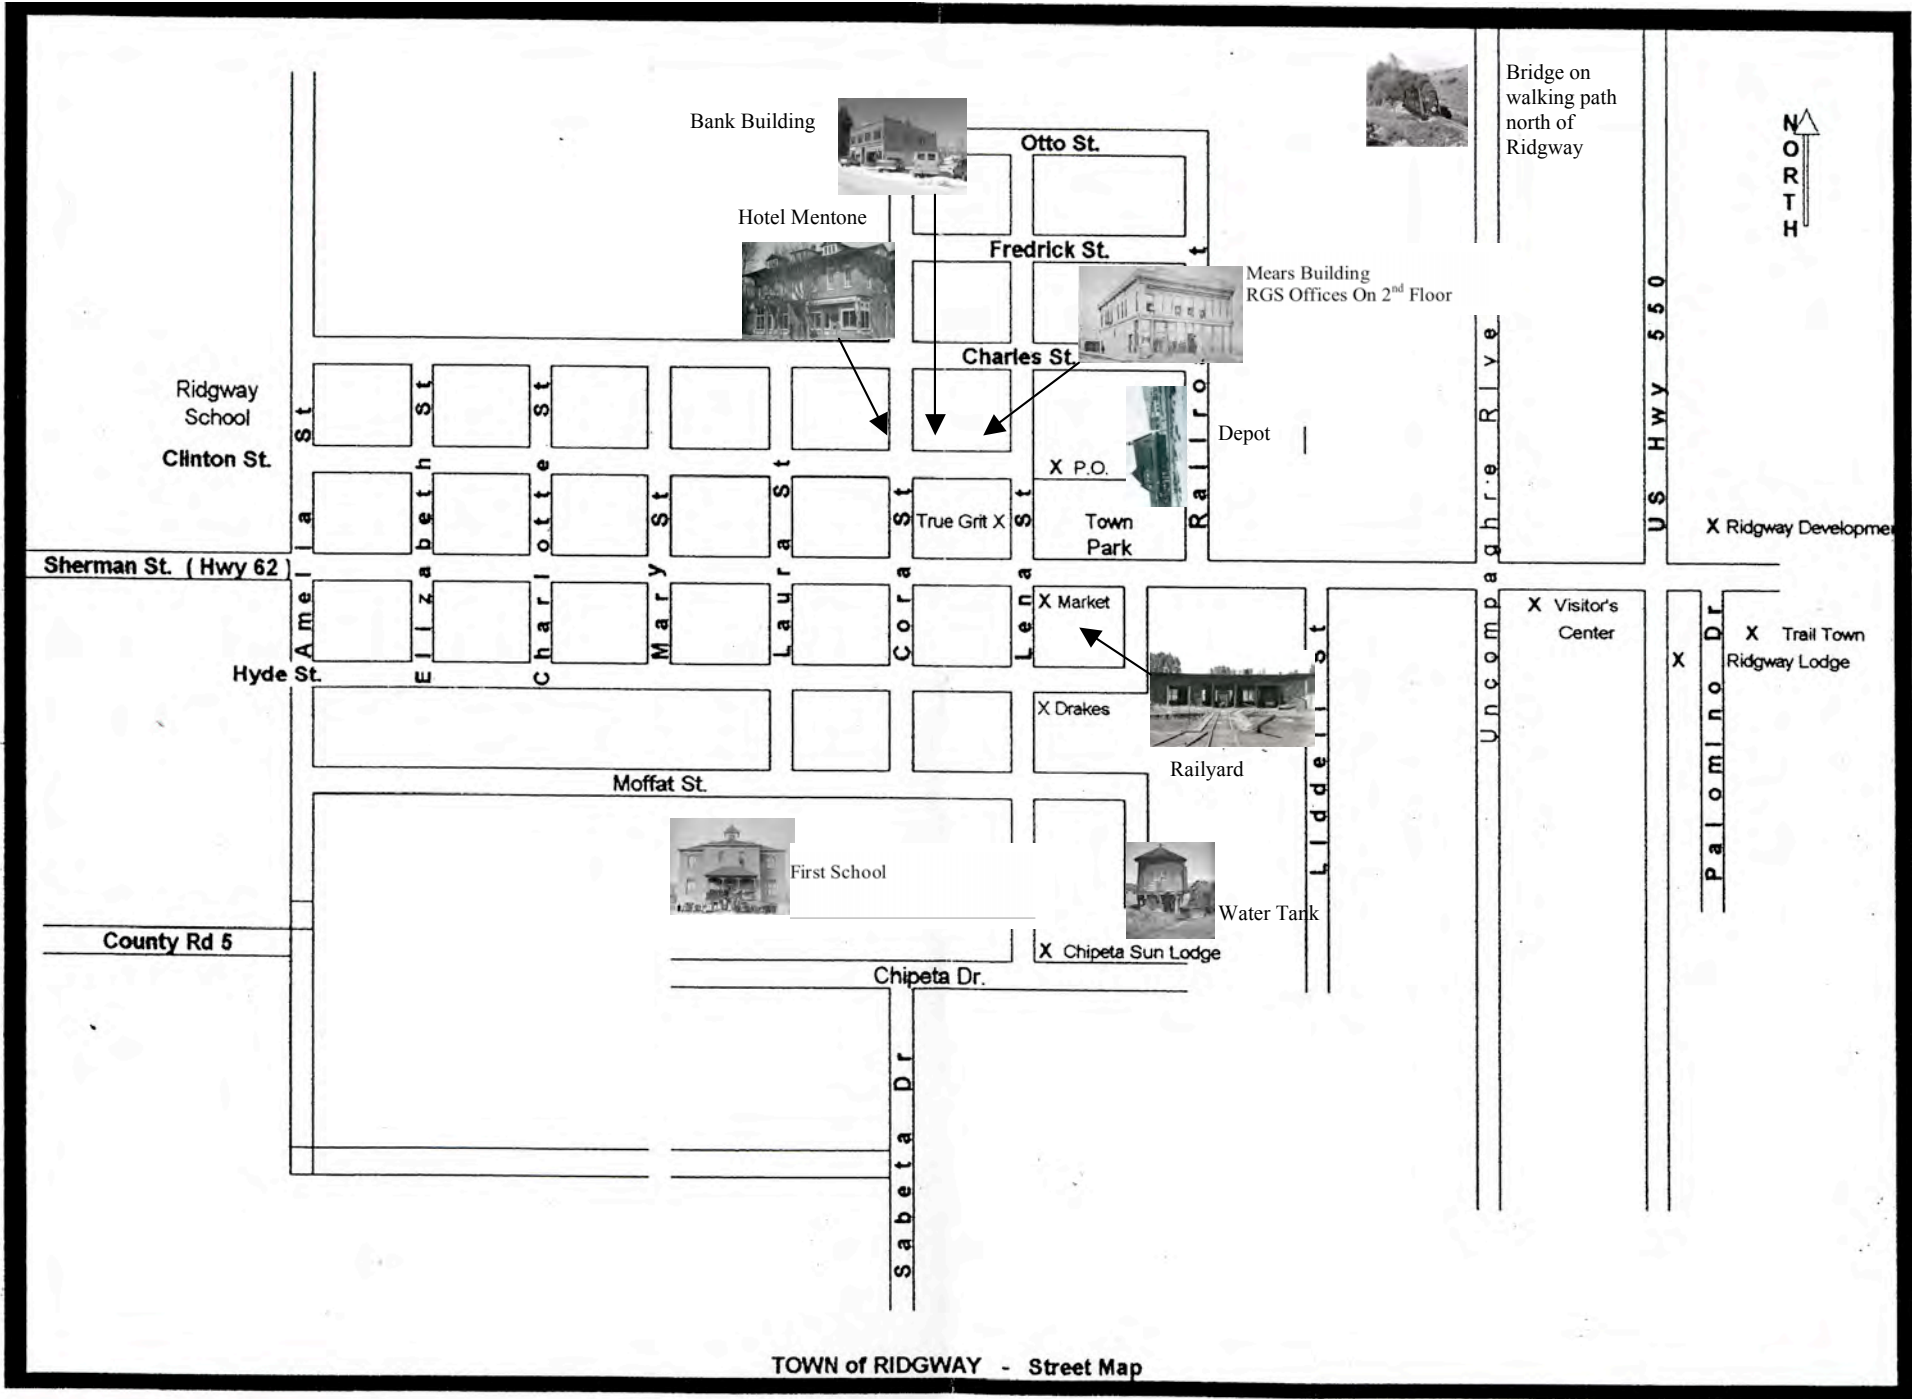 Bridge on
walking path
north of
Ridgway
NORTH
Bank Building
Otto St.
Hotel Mentone
Fredrick St.
Mears Building
RGS Offices On 2nd Floor
Charles St.
Ridgway
School
Clinton St.
Depot
X P.O.
True Grit X
Town
Park
X Ridgway Developmen
Sherman St. ( Hwy 62 )
Amelia St
Elizabeth St
Charlotte St
Mary St
Laura St
Cora St
Lena St
Railroad St
Liddell St
Uncompaghre River
US Hwy 550
Palomino Dr
X Market
X Visitor's
Center
X Trail Town
X Ridgway Lodge
Hyde St.
X Drakes
Railyard
Moffat St.
First School
Water Tank
County Rd 5
X Chipeta Sun Lodge
Chipeta Dr.
Sabeta Dr
TOWN of RIDGWAY - Street Map